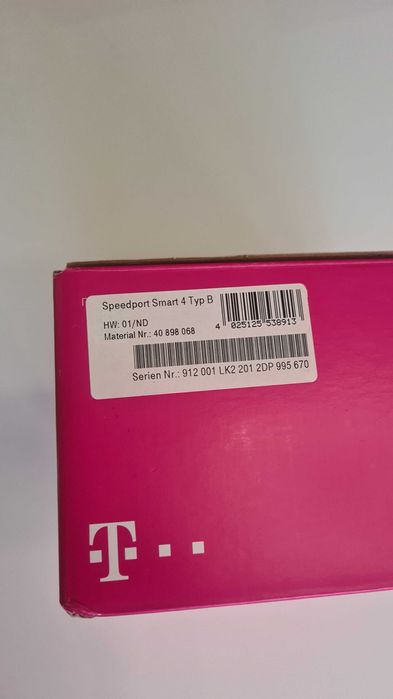 Speedport Smart 4 Typ B
HW: 01/ND
Material Nr.: 40 898 068
4 025125 538913
Serien Nr.: 912 001 LK2 201 2DP 995 670
T